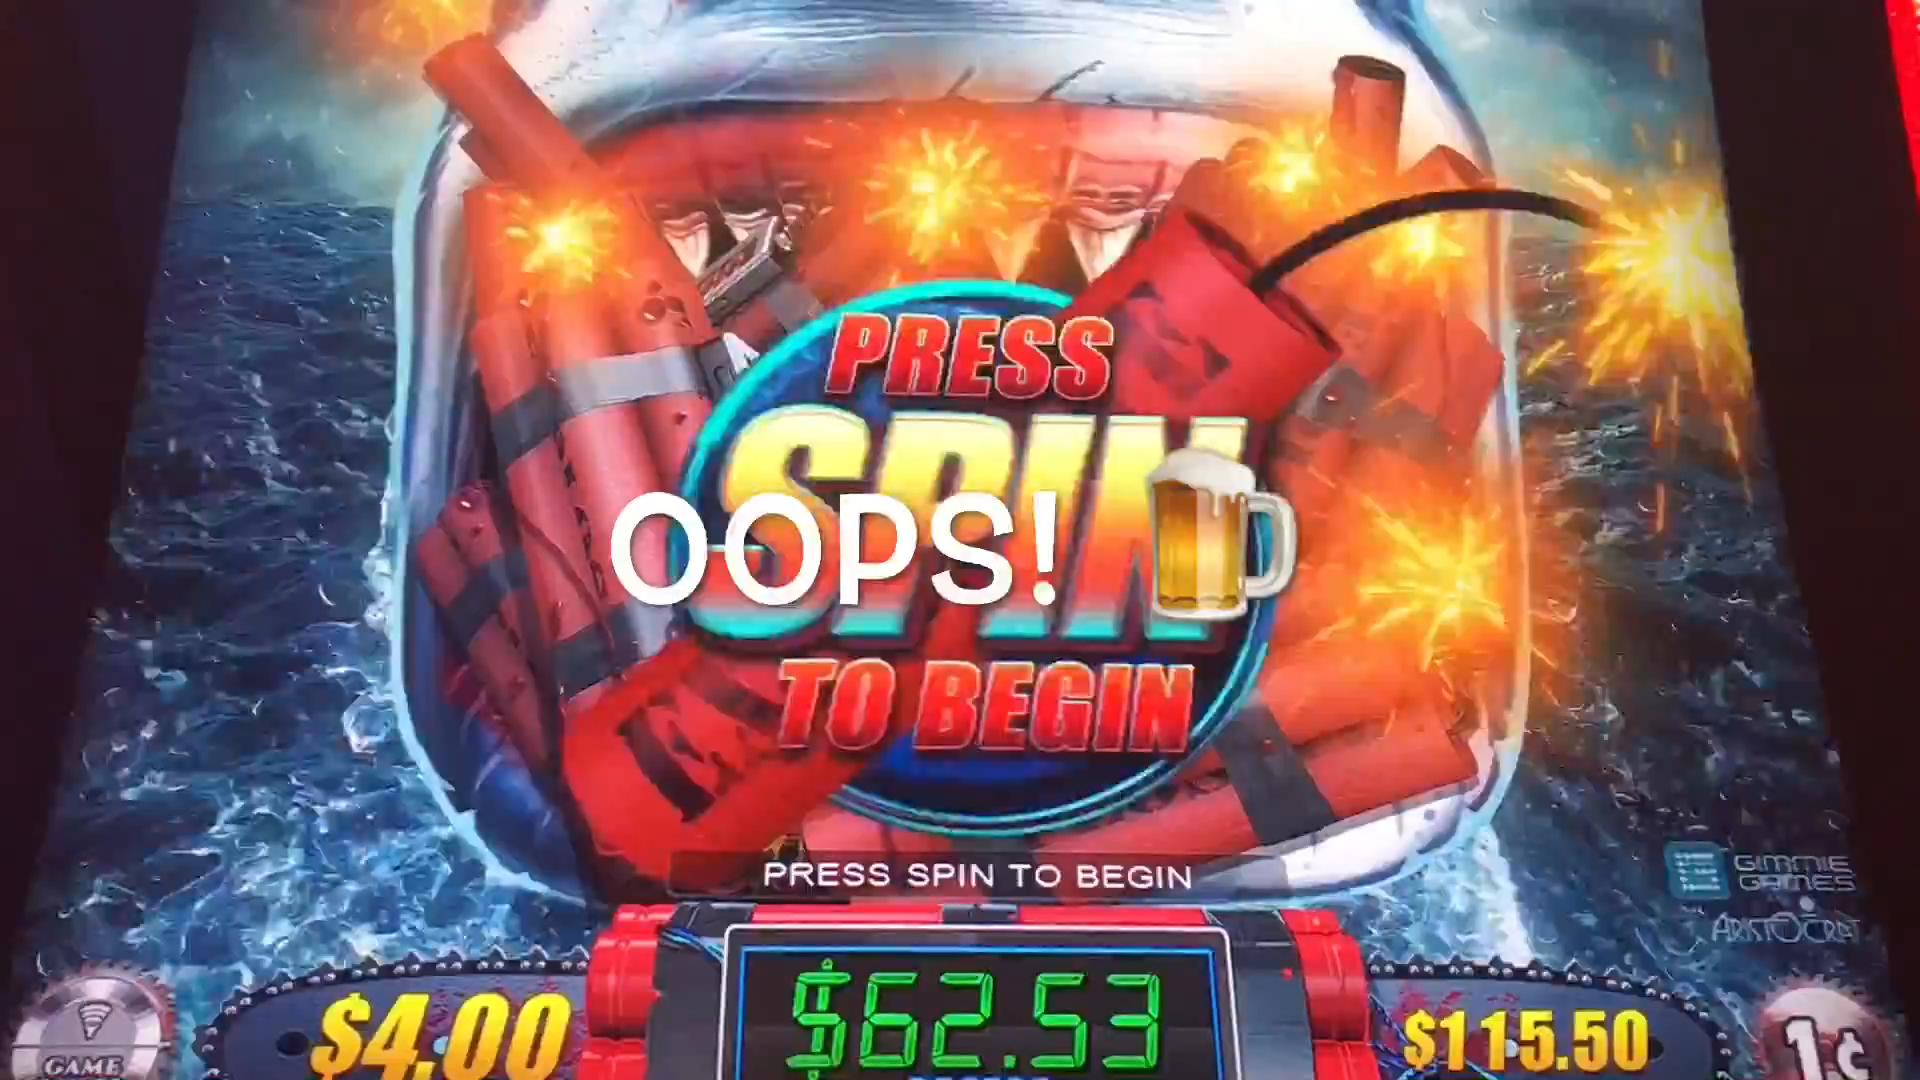 PRESS
SPIN
OOPS! 🍺
TO BEGIN
PRESS SPIN TO BEGIN
GIMMIE
GAMES
ARISTOCRAT
$4.00
$62.53
$115.50
1¢
GAME